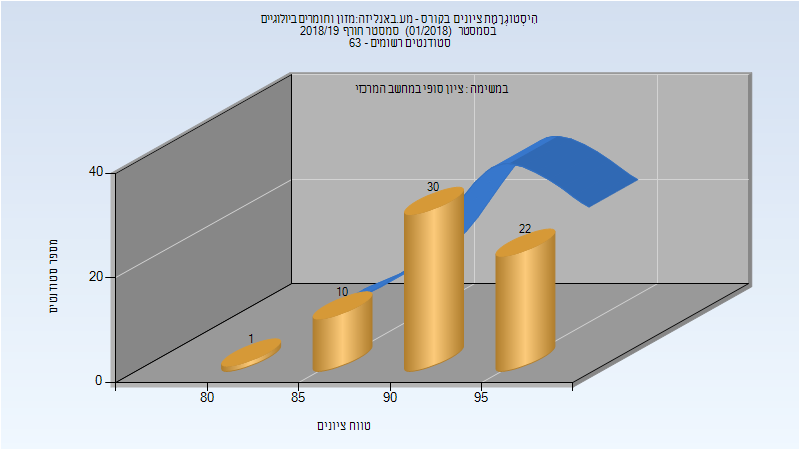 היסטוגרמת ציונים בקורס - מע.באנליזה:מזון וחומרים ביולוגיים
בסמסטר (01/2018) סמסטר חורף 2018/19
סטודנטים רשומים - 63
במשימה : ציון סופי במחשב המרכזי
מספר סטודנטים
40
20
0
1
10
30
22
80
85
90
95
טווח ציונים